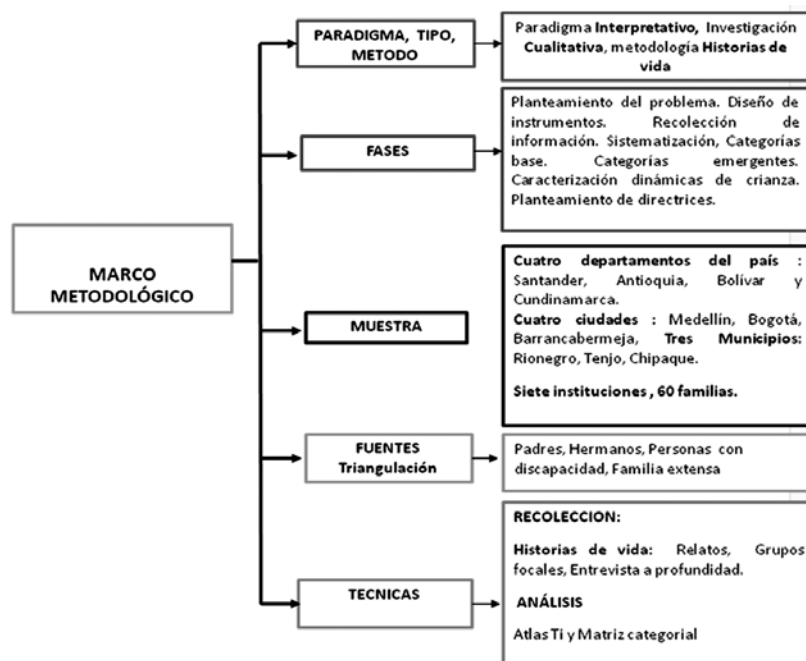 MARCO
METODOLÓGICO
PARADIGMA, TIPO,
METODO
Paradigma Interpretativo, Investigación
Cualitativa, metodología Historias de
vida
FASES
Planteamiento del problema. Diseño de
instrumentos. Recolección de
información. Sistematización, Categorías
base. Categorías emergentes.
Caracterización dinámicas de crianza.
Planteamiento de directrices.
MUESTRA
Cuatro departamentos del país :
Santander, Antioquia, Bolívar y
Cundinamarca.
Cuatro ciudades : Medellín, Bogotá,
Barrancabermeja, Tres Municipios:
Rionegro, Tenjo, Chipaque.
Siete instituciones , 60 familias.
FUENTES
Triangulación
Padres, Hermanos, Personas con
discapacidad, Familia extensa
TECNICAS
RECOLECCION:
Historias de vida: Relatos, Grupos
focales, Entrevista a profundidad.
ANÁLISIS
Atlas Ti y Matriz categorial